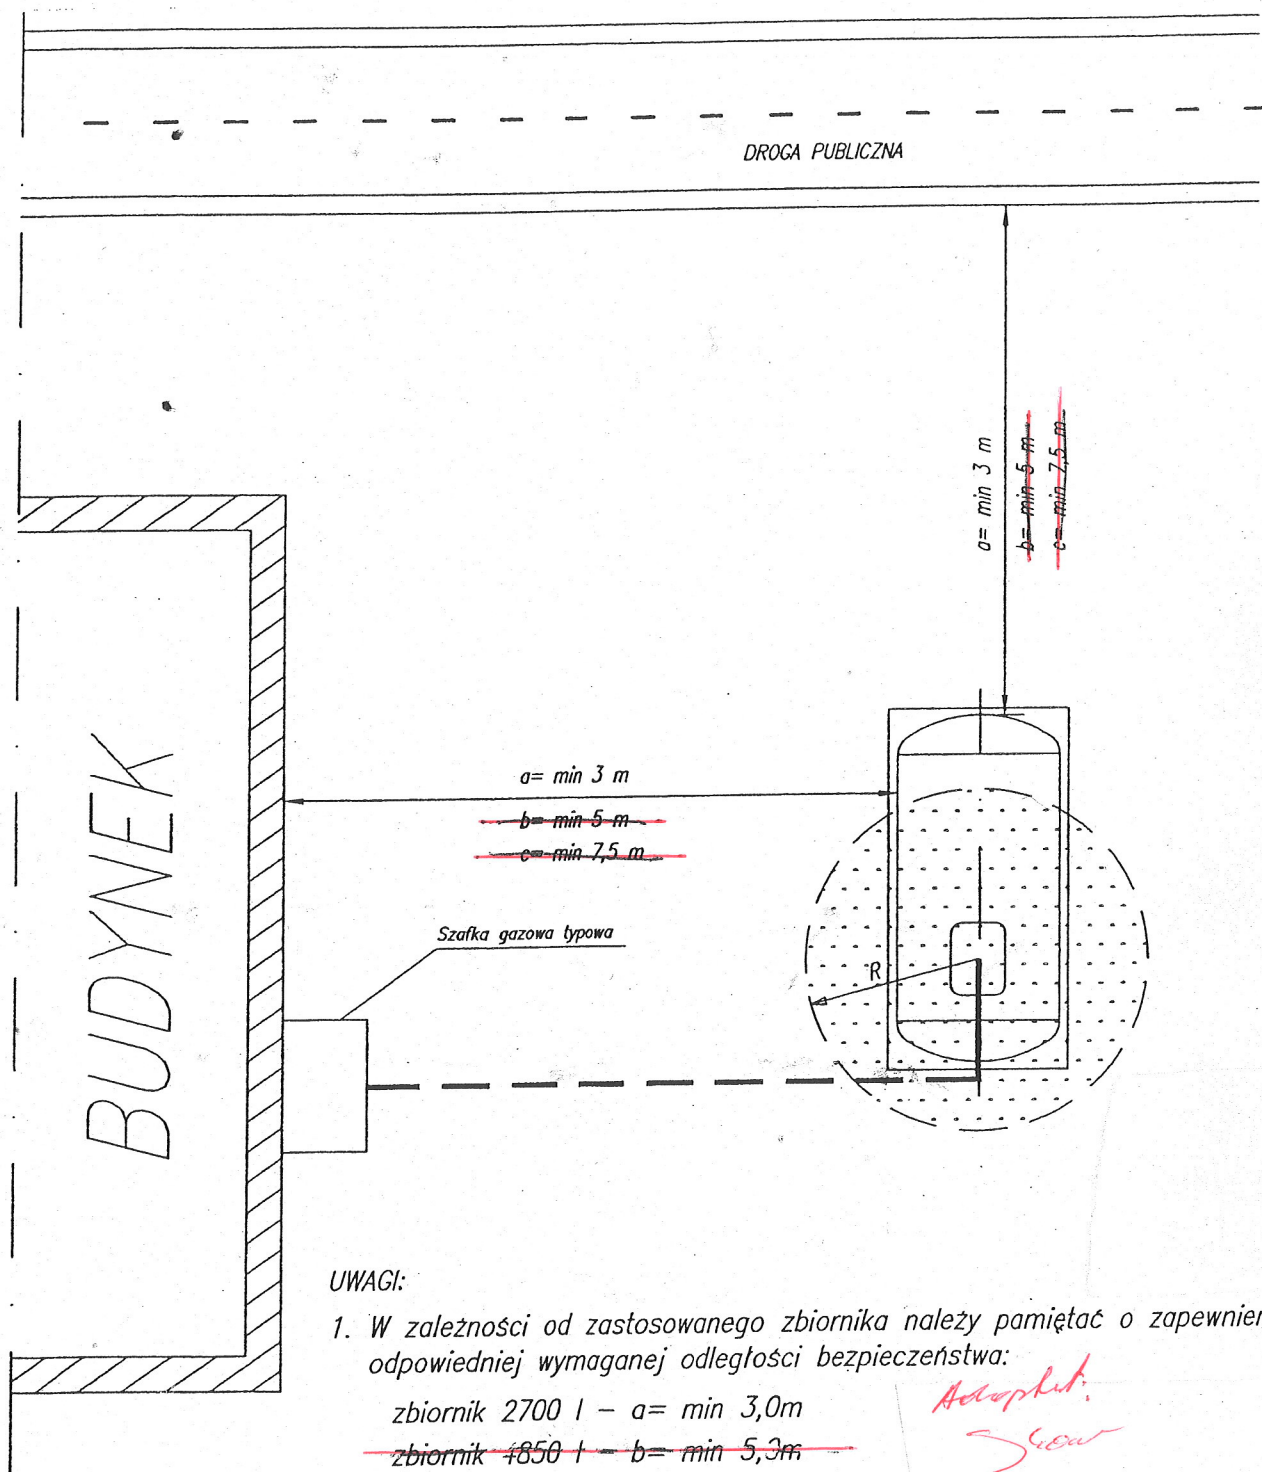 DROGA PUBLICZNA
a= min 3 m
b= min 5 m
c= min 7,5 m
a= min 3 m
b= min 5 m
c= min 7,5 m
Szafka gazowa typowa
BUDYNEK
R
UWAGI:
1. W zależności od zastosowanego zbiornika należy pamiętać o
odpowiedniej wymaganej odległości bezpieczeństwa:
zbiornik 2700 l – a= min 3,0m
zbiornik 4850 l – b= min 5,0m